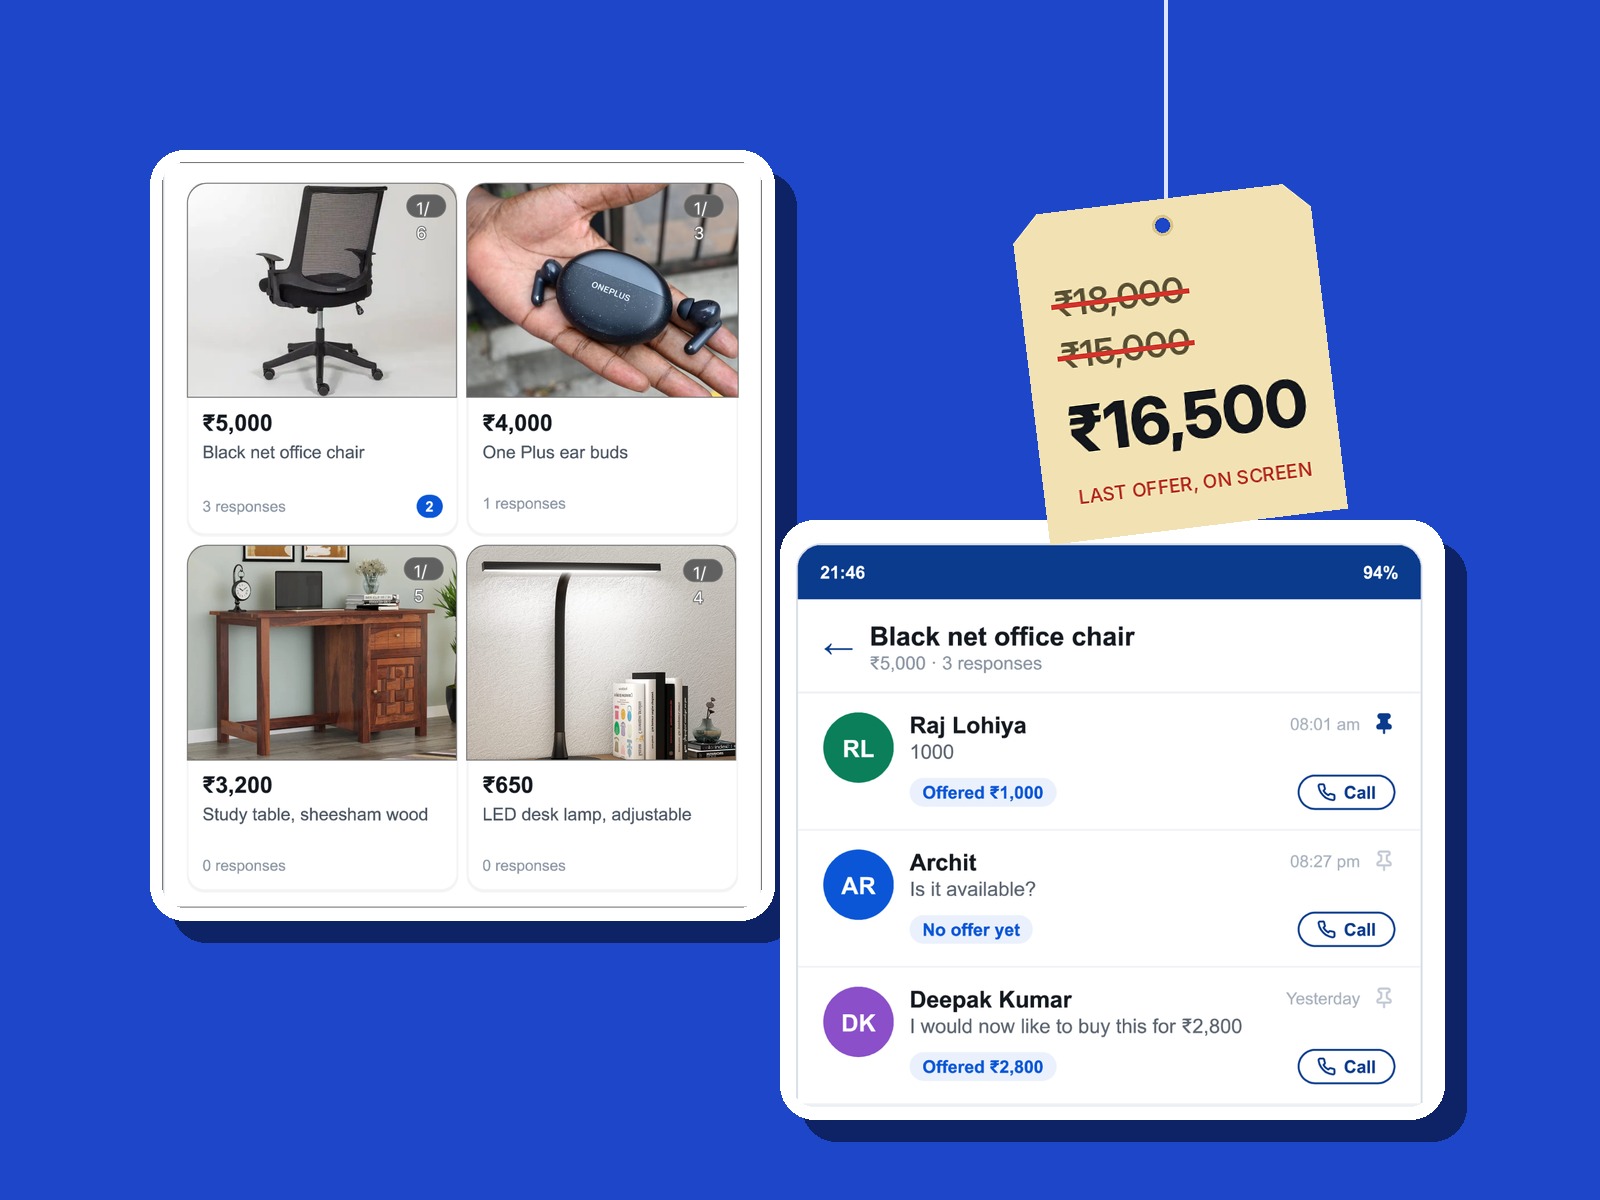 1/
6
₹5,000
Black net office chair
3 responses
2
1/
3
ONEPLUS
₹4,000
One Plus ear buds
1 responses
1/
5
₹3,200
Study table, sheesham wood
0 responses
1/
4
₹650
LED desk lamp, adjustable
0 responses
₹18,000
₹15,000
₹16,500
LAST OFFER, ON SCREEN
21:46
94%
Black net office chair
₹5,000 · 3 responses
RL
Raj Lohiya
08:01 am
1000
Offered ₹1,000
Call
AR
Archit
08:27 pm
Is it available?
No offer yet
Call
DK
Deepak Kumar
Yesterday
I would now like to buy this for ₹2,800
Offered ₹2,800
Call